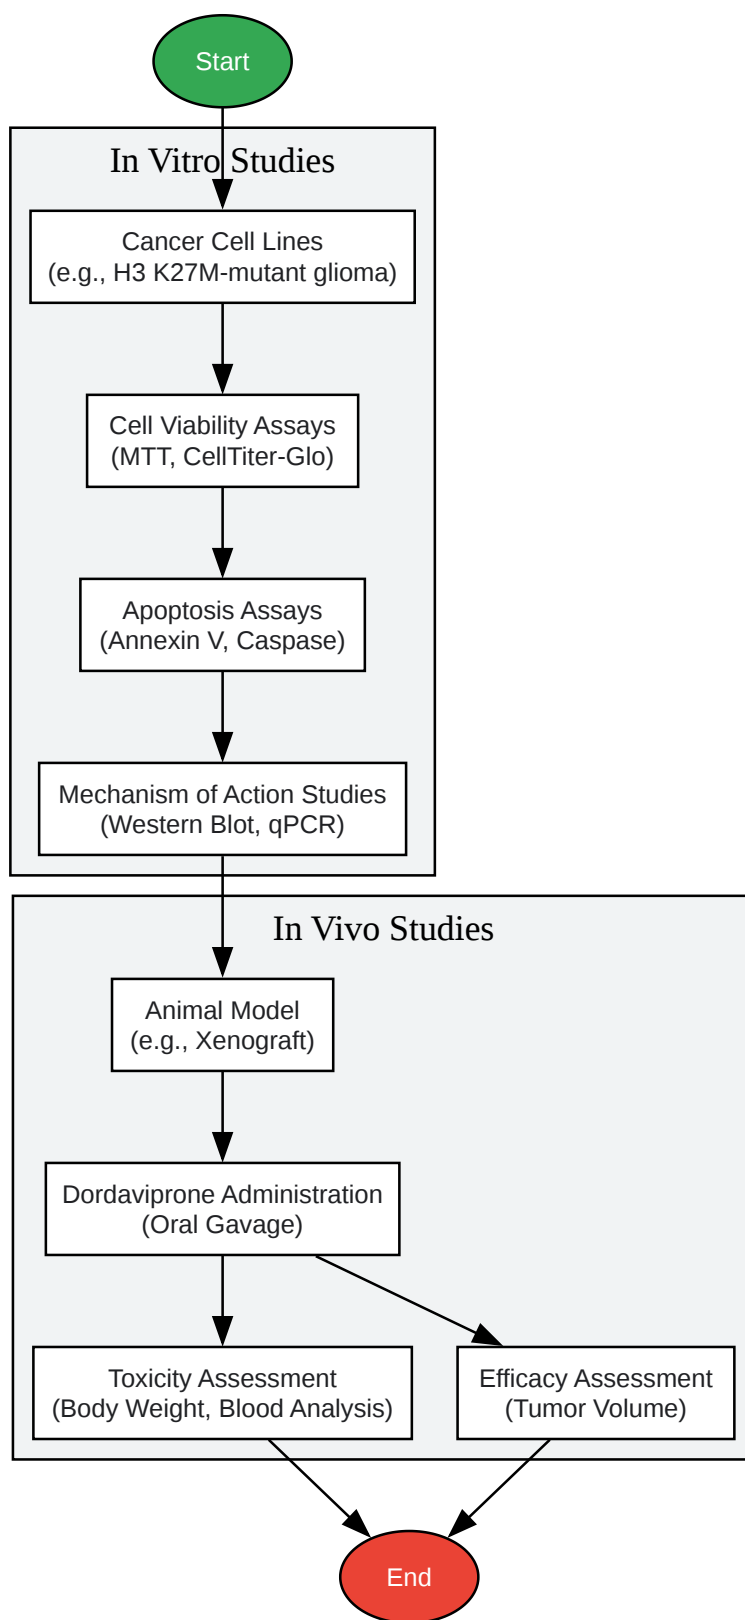 Start
In Vitro Studies
Cancer Cell Lines
(e.g., H3 K27M-mutant glioma)
Cell Viability Assays
(MTT, CellTiter-Glo)
Apoptosis Assays
(Annexin V, Caspase)
Mechanism of Action Studies
(Western Blot, qPCR)
In Vivo Studies
Animal Model
(e.g., Xenograft)
Dordaviprone Administration
(Oral Gavage)
Toxicity Assessment
(Body Weight, Blood Analysis)
Efficacy Assessment
(Tumor Volume)
End